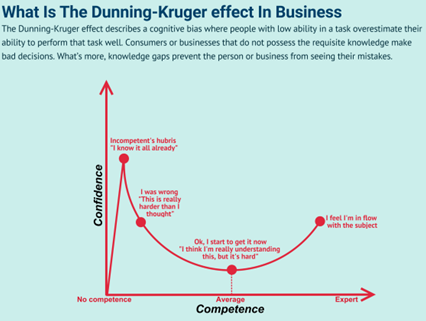 What Is The Dunning-Kruger effect In Business
The Dunning-Kruger effect describes a cognitive bias where people with low ability in a task overestimate their
ability to perform that task well. Consumers or businesses that do not possess the requisite knowledge make
bad decisions. What's more, knowledge gaps prevent the person or business from seeing their mistakes.
Confidence
Incompetent's hubris
"I know it all already"
I was wrong
"This is really
harder than I
thought"
Ok, I start to get it now
"I think I'm really understanding
this, but it's hard"
I feel I'm in flow
with the subject
No competence
Average
Expert
Competence